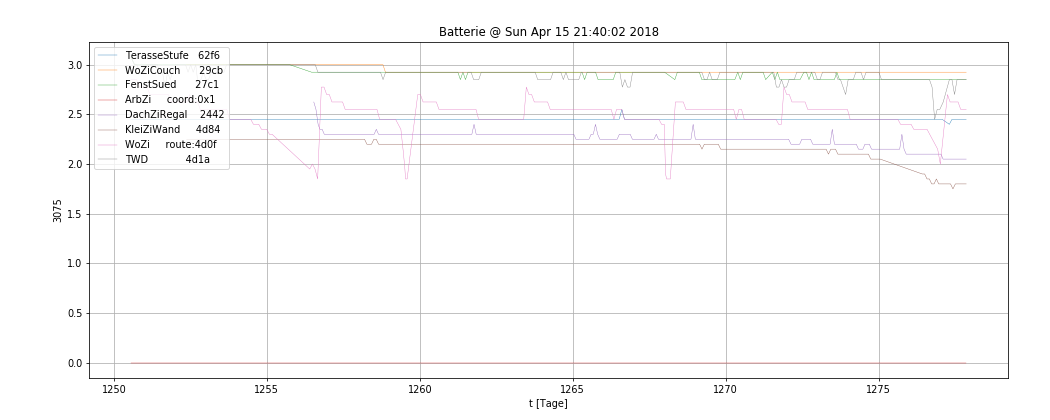 Batterie @ Sun Apr 15 21:40:02 2018
3.0
2.5
2.0
1.5
1.0
0.5
0.0
3075
TerasseStufe 62f6
WoZiCouch 29cb
FenstSued 27c1
ArbZi coord:0x1
DachZiRegal 2442
KleiZiWand 4d84
WoZi route:4d0f
TWD 4d1a
1250 1255 1260 1265 1270 1275
t [Tage]